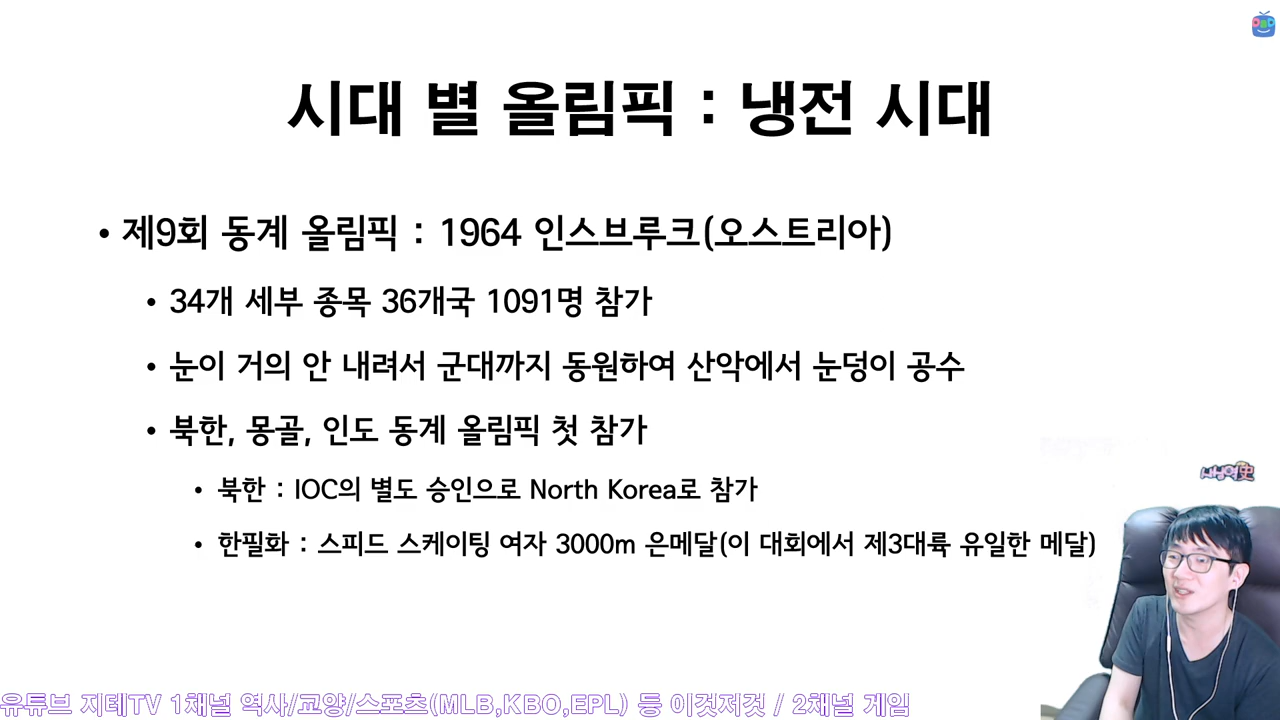 시대 별 올림픽 : 냉전 시대
• 제9회 동계 올림픽 : 1964 인스브루크(오스트리아)
• 34개 세부 종목 36개국 1091명 참가
• 눈이 거의 안 내려서 군대까지 동원하여 산악에서 눈덩이 공수
• 북한, 몽골, 인도 동계 올림픽 첫 참가
• 북한 : IOC의 별도 승인으로 North Korea로 참가
• 한필화 : 스피드 스케이팅 여자 3000m 은메달(이 대회에서 제3대륙 유일한 메달)
유튜브 지테TV 1채널 역사/교양/스포츠(MLB,KBO,EPL) 등 이것저것 / 2채널 게임